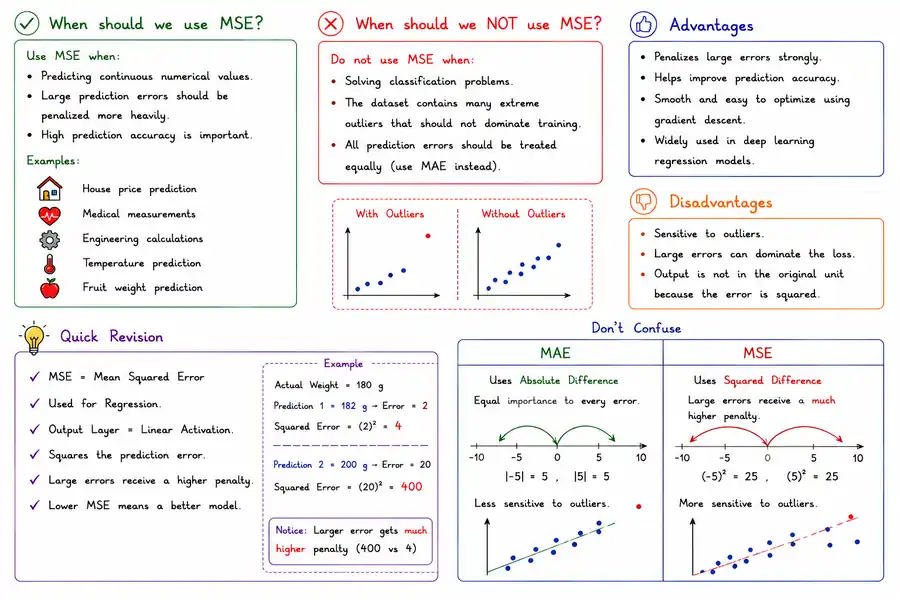 When should we use MSE?
Use MSE when:
• Predicting continuous numerical values.
• Large prediction errors should be
penalized more heavily.
• High prediction accuracy is important.
Examples:
House price prediction
Medical measurements
Engineering calculations
Temperature prediction
Fruit weight prediction
When should we NOT use MSE?
Do not use MSE when:
• Solving classification problems.
• The dataset contains many extreme
outliers that should not dominate training.
• All prediction errors should be treated
equally (use MAE instead).
With Outliers
Without Outliers
Advantages
• Penalizes large errors strongly.
• Helps improve prediction accuracy.
• Smooth and easy to optimize using
gradient descent.
• Widely used in deep learning
regression models.
Disadvantages
• Sensitive to outliers.
• Large errors can dominate the loss.
• Output is not in the original unit
because the error is squared.
Quick Revision
✓ MSE = Mean Squared Error
✓ Used for Regression.
✓ Output Layer = Linear Activation.
✓ Squares the prediction error.
✓ Large errors receive a higher penalty.
✓ Lower MSE means a better model.
Example
Actual Weight = 180 g
Prediction 1 = 182 g → Error = 2
Squared Error = (2)² = 4
Prediction 2 = 200 g → Error = 20
Squared Error = (20)² = 400
Notice: Larger error gets much
higher penalty (400 vs 4)
Don't Confuse
MAE
Uses Absolute Difference
Equal importance to every error.
-10 -5 0 5 10
|-5| = 5 , |5| = 5
Less sensitive to outliers.
MSE
Uses Squared Difference
Large errors receive a much
higher penalty.
-10 -5 0 5 10
(-5)² = 25 , (5)² = 25
More sensitive to outliers.